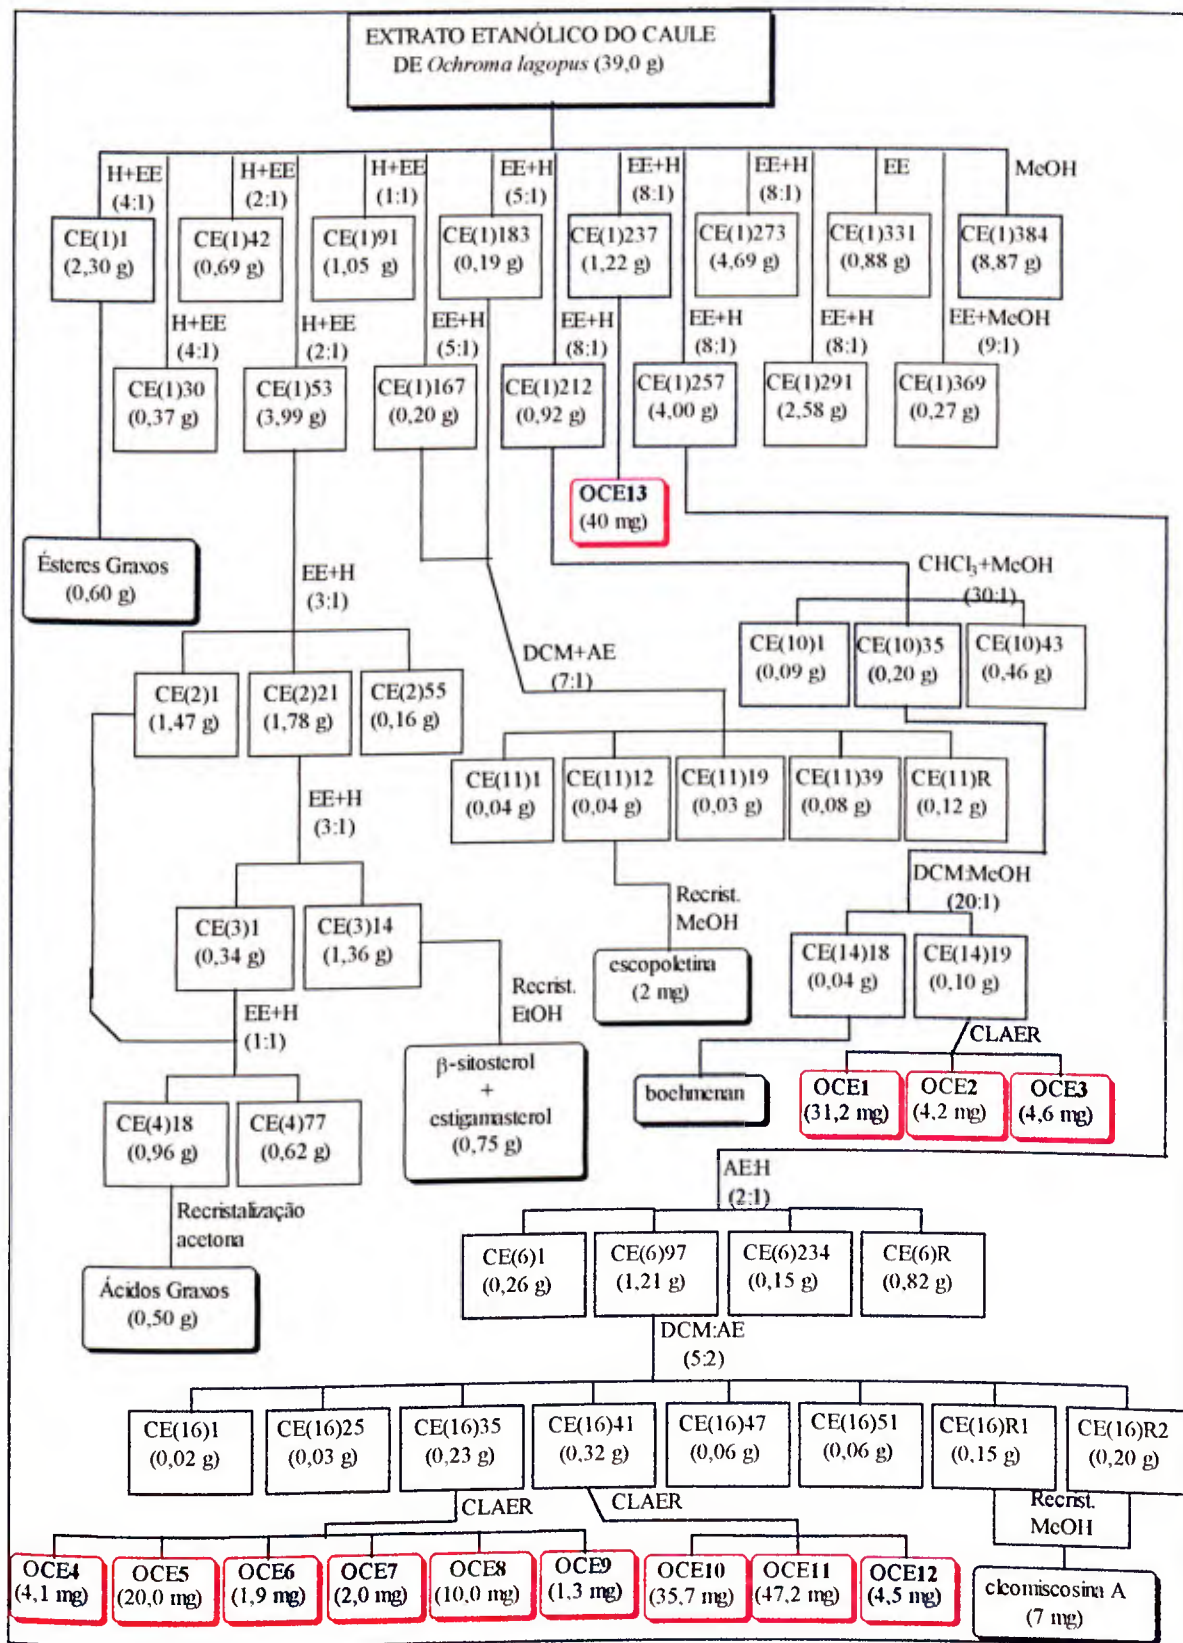 EXTRATO ETANÓLICO DO CAULE
DE Ochroma lagopus (39,0 g)
H+EE
(4:1)
H+EE
(2:1)
H+EE
(1:1)
EE+H
(5:1)
EE+H
(8:1)
EE+H
(8:1)
EE
MeOH
CE(1)1
(2,30 g)
CE(1)42
(0,69 g)
CE(1)91
(1,05 g)
CE(1)183
(0,19 g)
CE(1)237
(1,22 g)
CE(1)273
(4,69 g)
CE(1)331
(0,88 g)
CE(1)384
(8,87 g)
H+EE
(4:1)
H+EE
(2:1)
EE+H
(5:1)
EE+H
(8:1)
EE+H
(8:1)
EE+H
(8:1)
EE+MeOH
(9:1)
CE(1)30
(0,37 g)
CE(1)53
(3,99 g)
CE(1)167
(0,20 g)
CE(1)212
(0,92 g)
CE(1)257
(4,00 g)
CE(1)291
(2,58 g)
CE(1)369
(0,27 g)
OCE13
(40 mg)
Ésteres Graxos
(0,60 g)
EE+H
(3:1)
CHCl3+MeOH
(30:1)
CE(10)1
(0,09 g)
CE(10)35
(0,20 g)
CE(10)43
(0,46 g)
DCM+AE
(7:1)
CE(2)1
(1,47 g)
CE(2)21
(1,78 g)
CE(2)55
(0,16 g)
CE(11)1
(0,04 g)
CE(11)12
(0,04 g)
CE(11)19
(0,03 g)
CE(11)39
(0,08 g)
CE(11)R
(0,12 g)
EE+H
(3:1)
DCM:MeOH
(20:1)
CE(3)1
(0,34 g)
CE(3)14
(1,36 g)
Recrist.
MeOH
CE(14)18
(0,04 g)
CE(14)19
(0,10 g)
escopoletina
(2 mg)
Recrist.
EtOH
EE+H
(1:1)
CLAER
β-sitosterol
+
estigamasterol
(0,75 g)
boehmenan
OCE1
(31,2 mg)
OCE2
(4,2 mg)
OCE3
(4,6 mg)
CE(4)18
(0,96 g)
CE(4)77
(0,62 g)
AE:H
(2:1)
Recristalização
acetona
CE(6)1
(0,26 g)
CE(6)97
(1,21 g)
CE(6)234
(0,15 g)
CE(6)R
(0,82 g)
Ácidos Graxos
(0,50 g)
DCM:AE
(5:2)
CE(16)1
(0,02 g)
CE(16)25
(0,03 g)
CE(16)35
(0,23 g)
CE(16)41
(0,32 g)
CE(16)47
(0,06 g)
CE(16)51
(0,06 g)
CE(16)R1
(0,15 g)
CE(16)R2
(0,20 g)
CLAER
CLAER
Recrist.
MeOH
OCE4
(4,1 mg)
OCE5
(20,0 mg)
OCE6
(1,9 mg)
OCE7
(2,0 mg)
OCE8
(10,0 mg)
OCE9
(1,3 mg)
OCE10
(35,7 mg)
OCE11
(47,2 mg)
OCE12
(4,5 mg)
cleomiscosina A
(7 mg)